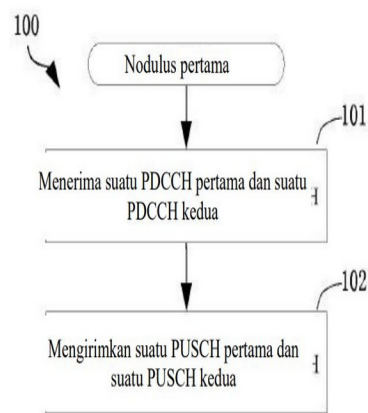 100
Nodulus pertama
101
Menerima suatu PDCCH pertama dan suatu
PDCCH kedua
102
Mengirimkan suatu PUSCH pertama dan
suatu PUSCH kedua